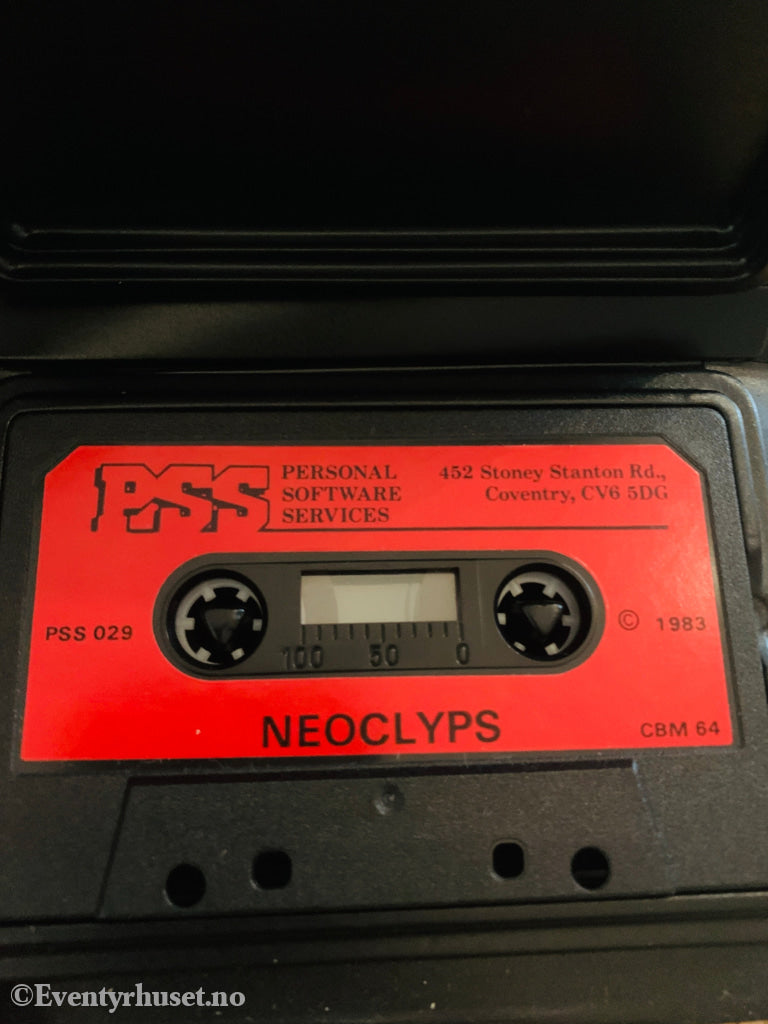 PSS
PERSONAL
SOFTWARE
SERVICES
452 Stoney Stanton Rd.,
Coventry, CV6 5DG
PSS 029
100 50 0
© 1983
NEOCLYPS
CBM 64
©Eventyrhuset.no